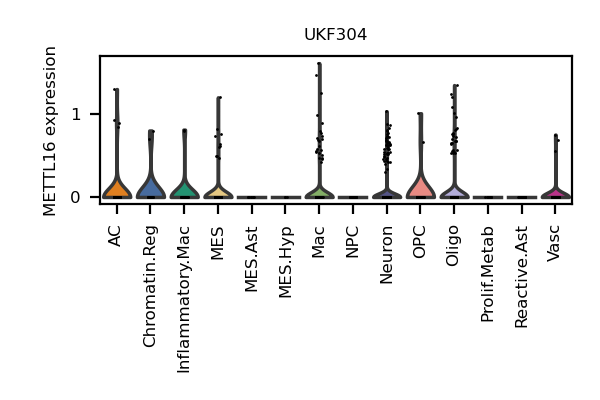 UKF304
METTL16 expression
1
0
AC
Chromatin.Reg
Inflammatory.Mac
MES
MES.Ast
MES.Hyp
Mac
NPC
Neuron
OPC
Oligo
Prolif.Metab
Reactive.Ast
Vasc